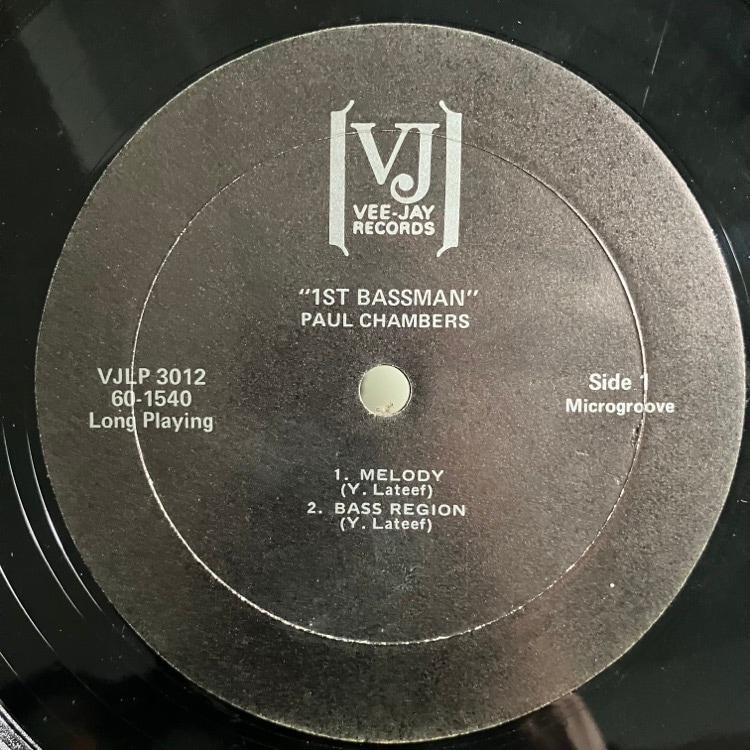 VJ
VEE-JAY
RECORDS
"1ST BASSMAN"
PAUL CHAMBERS
VJLP 3012
60-1540
Long Playing
Side 1
Microgroove
1. MELODY
(Y. Lateef)
2. BASS REGION
(Y. Lateef)